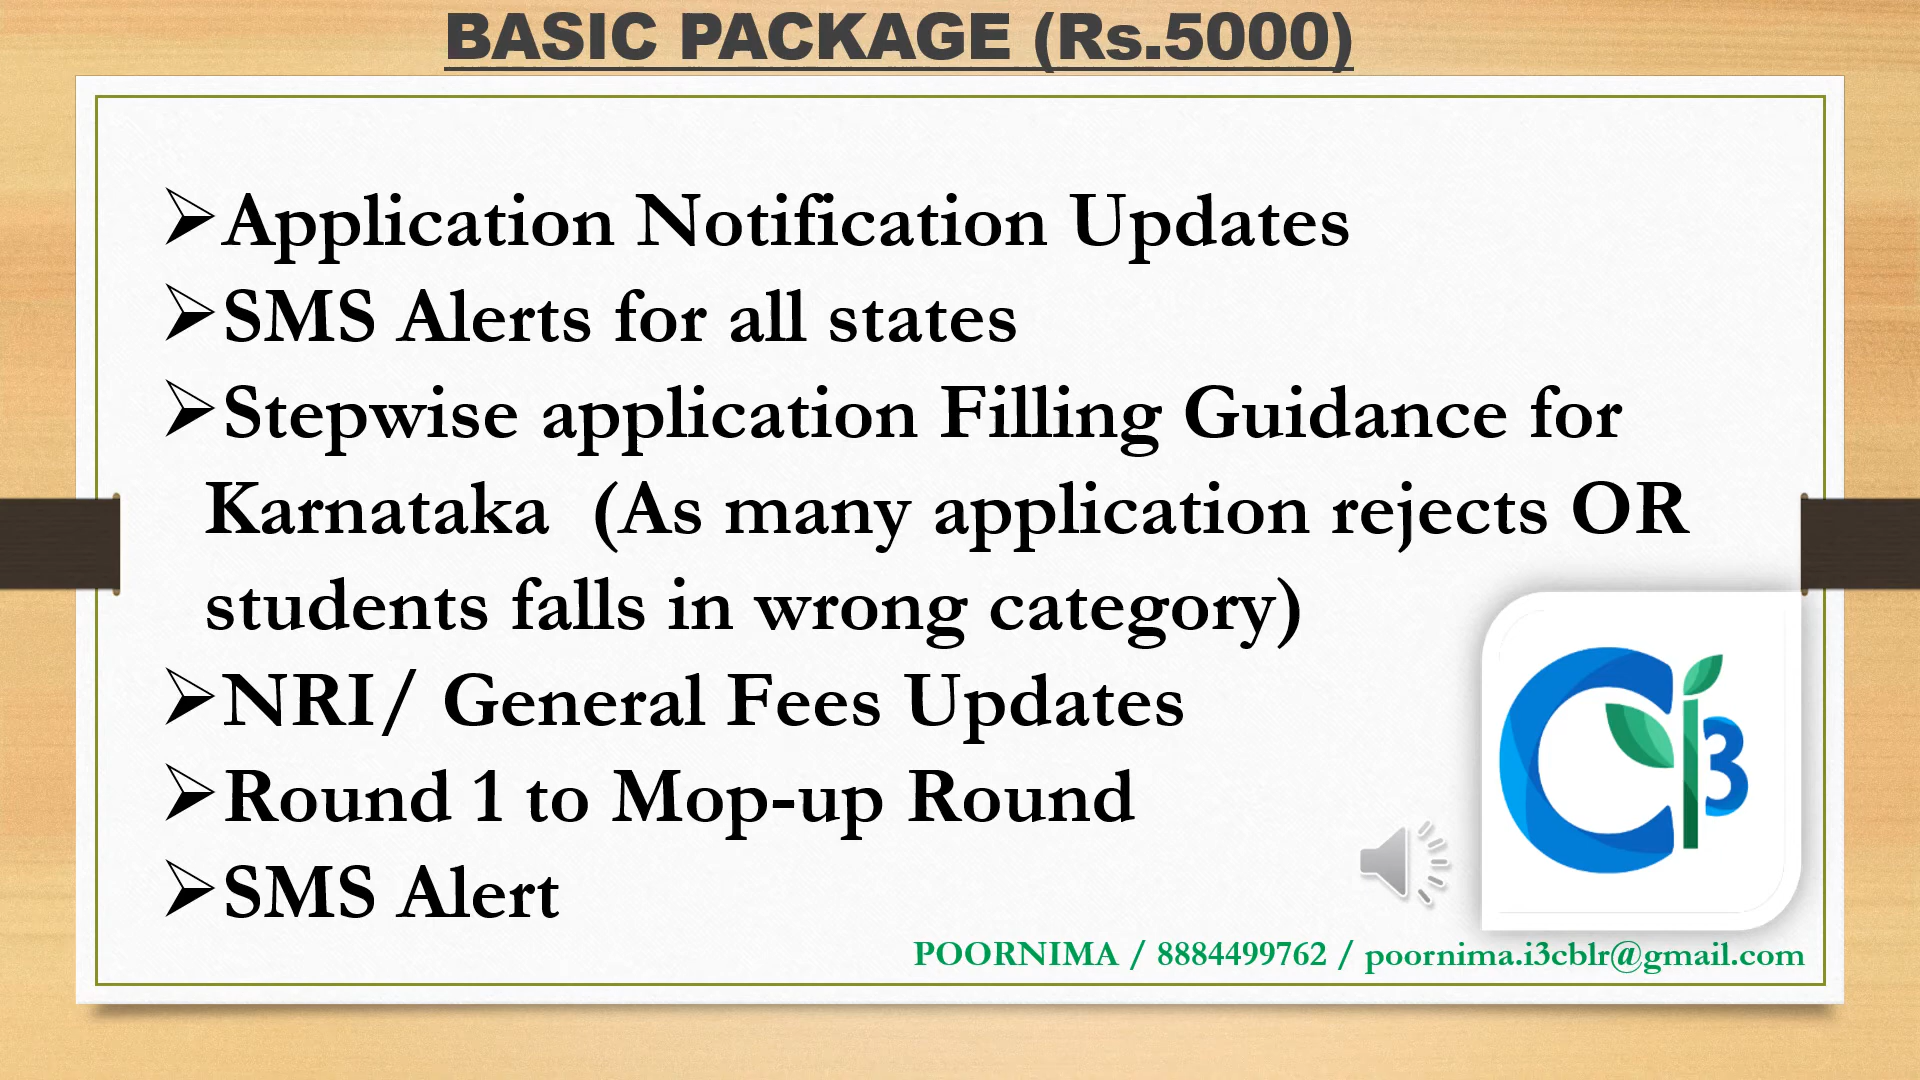 BASIC PACKAGE (Rs.5000)
➢Application Notification Updates
➢SMS Alerts for all states
➢Stepwise application Filling Guidance for
Karnataka  (As many application rejects OR
students falls in wrong category)
➢NRI/ General Fees Updates
➢Round 1 to Mop-up Round
➢SMS Alert
Ci3
POORNIMA / 8884499762 / poornima.i3cblr@gmail.com